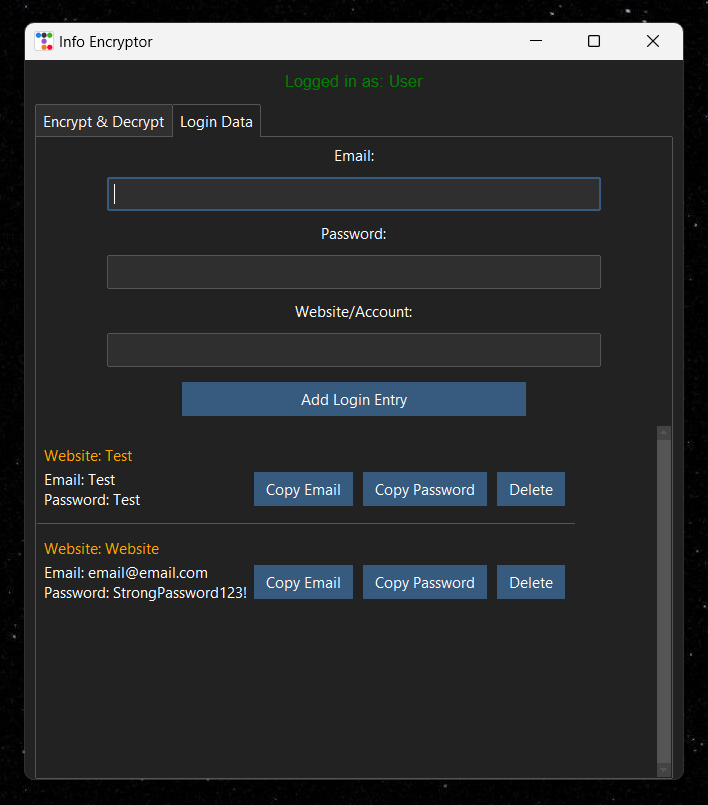 Info Encryptor
Logged in as: User
Encrypt & Decrypt Login Data
Email:
Password:
Website/Account:
Add Login Entry
Website: Test
Email: Test
Password: Test
Copy Email Copy Password Delete
Website: Website
Email: email@email.com
Password: StrongPassword123!
Copy Email Copy Password Delete